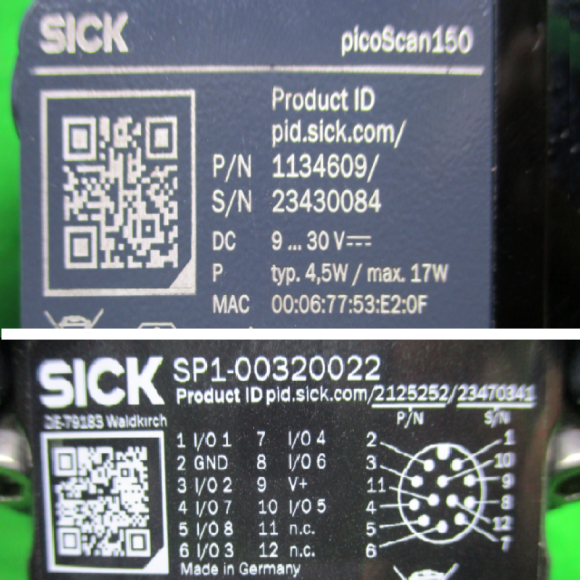 SICK
picoScan150
Product ID
pid.sick.com/
P/N 1134609/
S/N 23430084
DC 9 ... 30 V⎓
P typ. 4,5W / max. 17W
MAC 00:06:77:53:E2:0F
SICK
SP1-00320022
Product ID pid.sick.com/2125252/23470341
P/N S/N
DE-79183 Waldkirch
1 I/O 1 7 I/O 4
2 GND 8 I/O 6
3 I/O 2 9 V+
4 I/O 7 10 I/O 5
5 I/O 8 11 n.c.
6 I/O 3 12 n.c.
2 1
3 10
11 9
4 8
5 12
6 7
Made in Germany